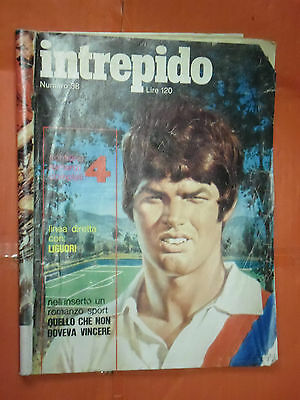 intrepido
Numero 58
Lire 120
4
linea diretta
con:
LIGUORI
nell'inserto un
romanzo sport
QUELLO CHE NON
DOVEVA VINCERE